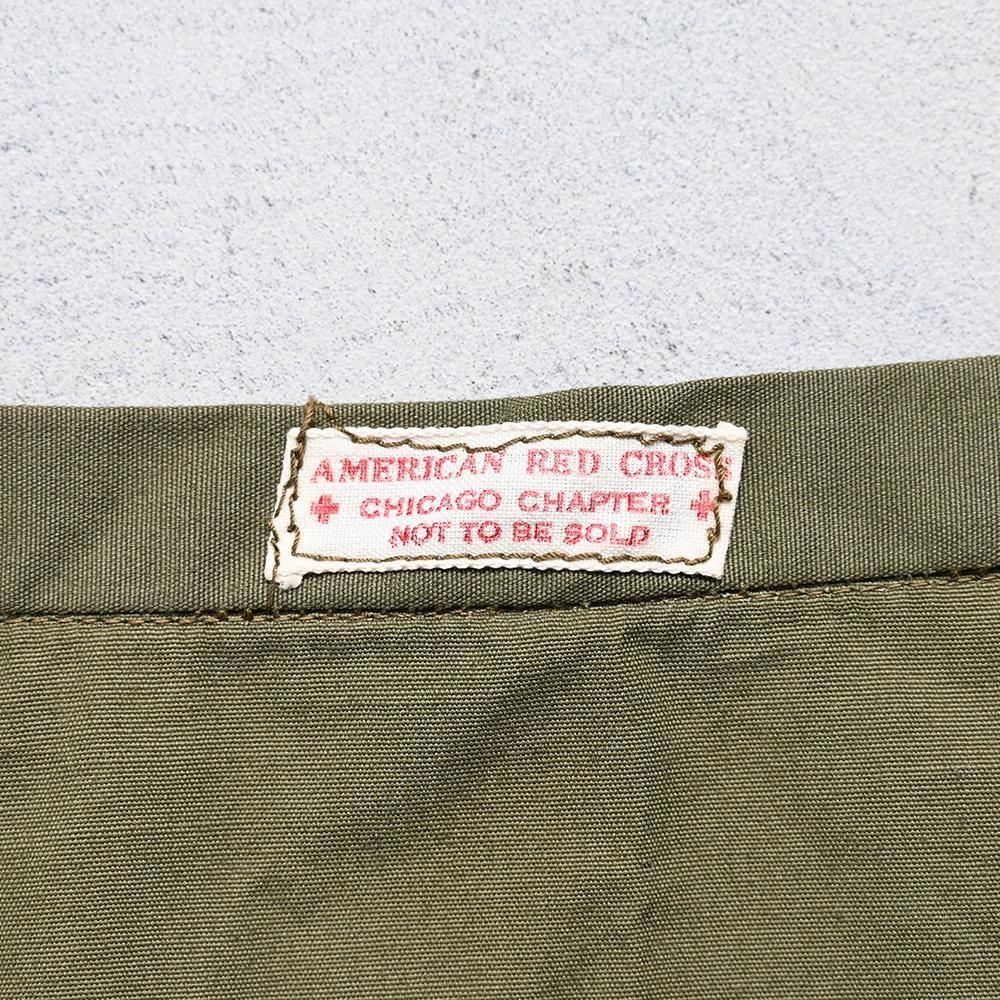 AMERICAN RED CROSS
CHICAGO CHAPTER
NOT TO BE SOLD